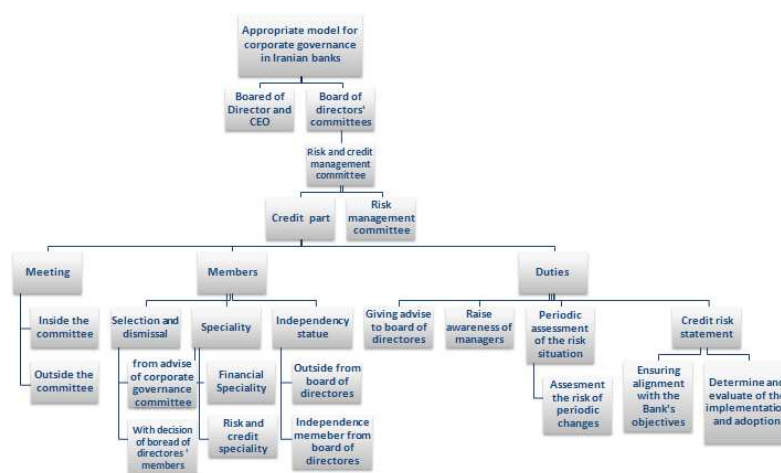 Appropriate model for
corporate governance
in Iranian banks
Boared of
Director and
CEO
Board of
directors'
committees
Risk and credit
management
committee
Credit part
Risk
management
committee
Meeting
Members
Duties
Inside the
committee
Outside the
committee
Selection and
dismissal
from advise
of corporate
governance
committee
With decision
of boread of
directores '
members
Speciality
Financial
Speciality
Risk and
credit
speciality
Independency
statue
Outside from
board of
directores
Independence
memeber from
board of
directores
Giving advise
to board of
directores
Raise
awareness of
managers
Periodic
assessment
of the risk
situation
Assesment
the risk of
periodic
changes
Credit risk
statement
Ensuring
alignment
with the
Bank's
objectives
Determine and
evaluate of the
implementation
and adoption